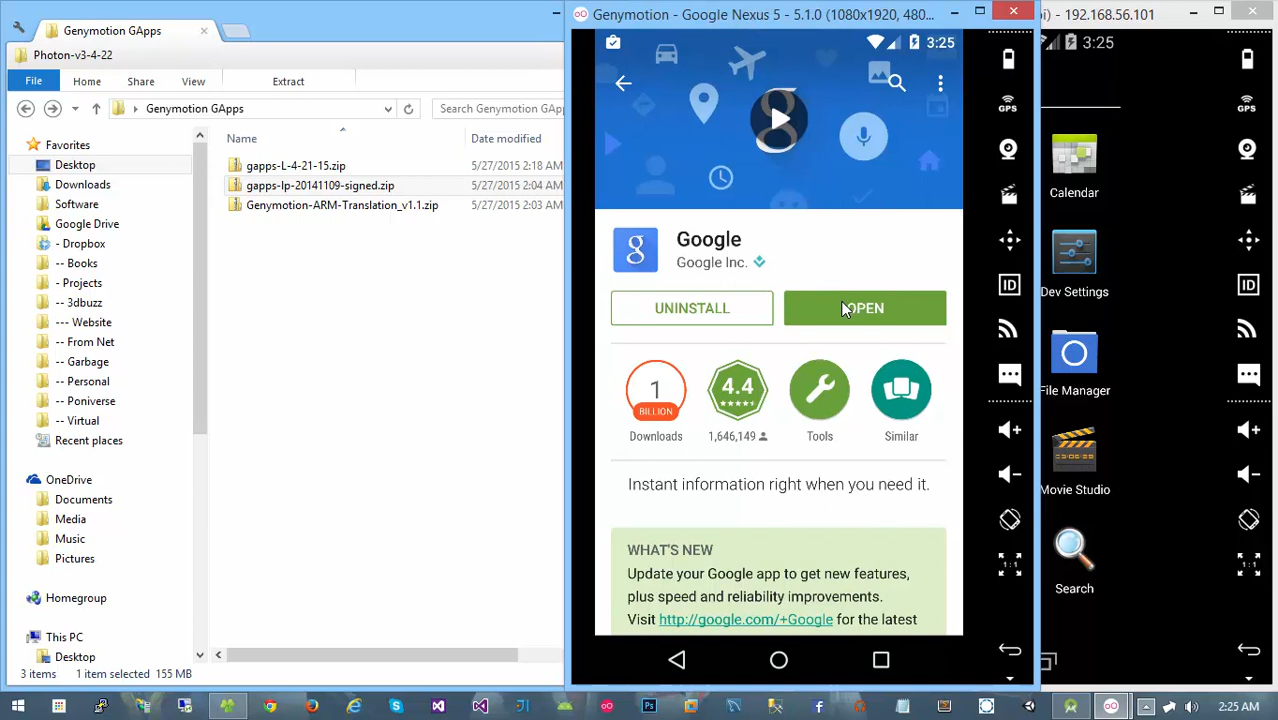 Genymotion GApps
Photon-v3-4-22
File Home Share View Extract
Genymotion GApps
Search Genymotion GApp
Name
Date modified
gapps-L-4-21-15.zip
5/27/2015 2:18 AM
gapps-lp-20141109-signed.zip
5/27/2015 2:04 AM
Genymotion-ARM-Translation_v1.1.zip
5/27/2015 2:03 AM
Favorites
Desktop
Downloads
Software
Google Drive
- Dropbox
-- Books
- Projects
-- 3dbuzz
--- Website
-- From Net
-- Garbage
-- Personal
-- Poniverse
-- Virtual
Recent places
OneDrive
Documents
Media
Music
Pictures
Homegroup
This PC
Desktop
3 items 1 item selected 155 MB
Genymotion - Google Nexus 5 - 5.1.0 (1080x1920, 480...
3:25
g
g
Google
Google Inc.
UNINSTALL
OPEN
1
BILLION
4.4
Downloads
1,646,149
Tools
Similar
Instant information right when you need it.
WHAT'S NEW
Update your Google app to get new features,
plus speed and reliability improvements.
Visit http://google.com/+Google for the latest
GPS
ID
1:1
- 192.168.56.101
3:25
Calendar
Dev Settings
File Manager
Movie Studio
Search
GPS
ID
1:1
2:25 AM